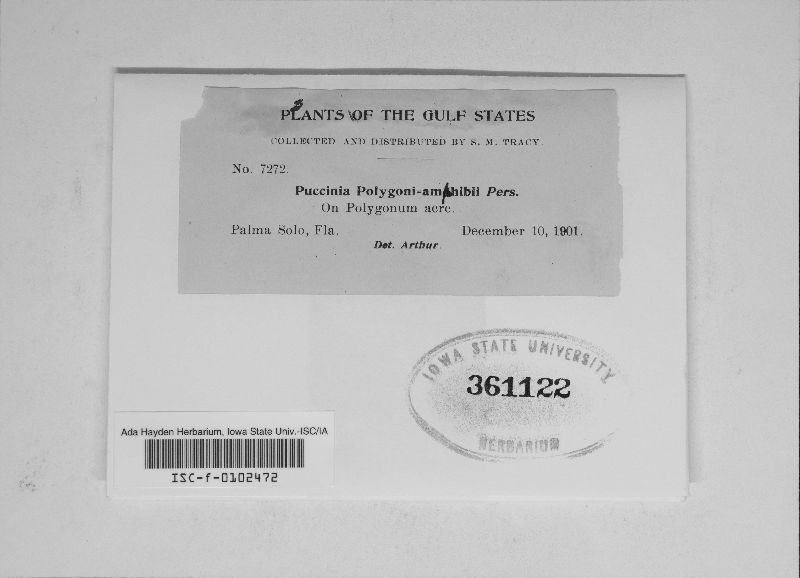 PLANTS OF THE GULF STATES
COLLECTED AND DISTRIBUTED BY S. M. TRACY.
No. 7272.
Puccinia Polygoni-amphibii Pers.
On Polygonum acre.
Palma Solo, Fla. December 10, 1901.
Det. Arthur.
IOWA STATE UNIVERSITY
361122
HERBARIUM
Ada Hayden Herbarium, Iowa State Univ.-ISC/IA
ISC-f-0102472